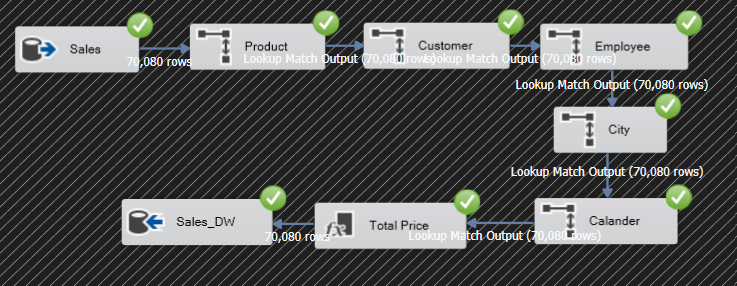 Sales
70,080 rows
Product
Lookup Match Output (70,080 rows)
Customer
Lookup Match Output (70,080 rows)
Employee
Lookup Match Output (70,080 rows)
City
Lookup Match Output (70,080 rows)
Calander
Lookup Match Output (70,080 rows)
Total Price
70,080 rows
Sales_DW